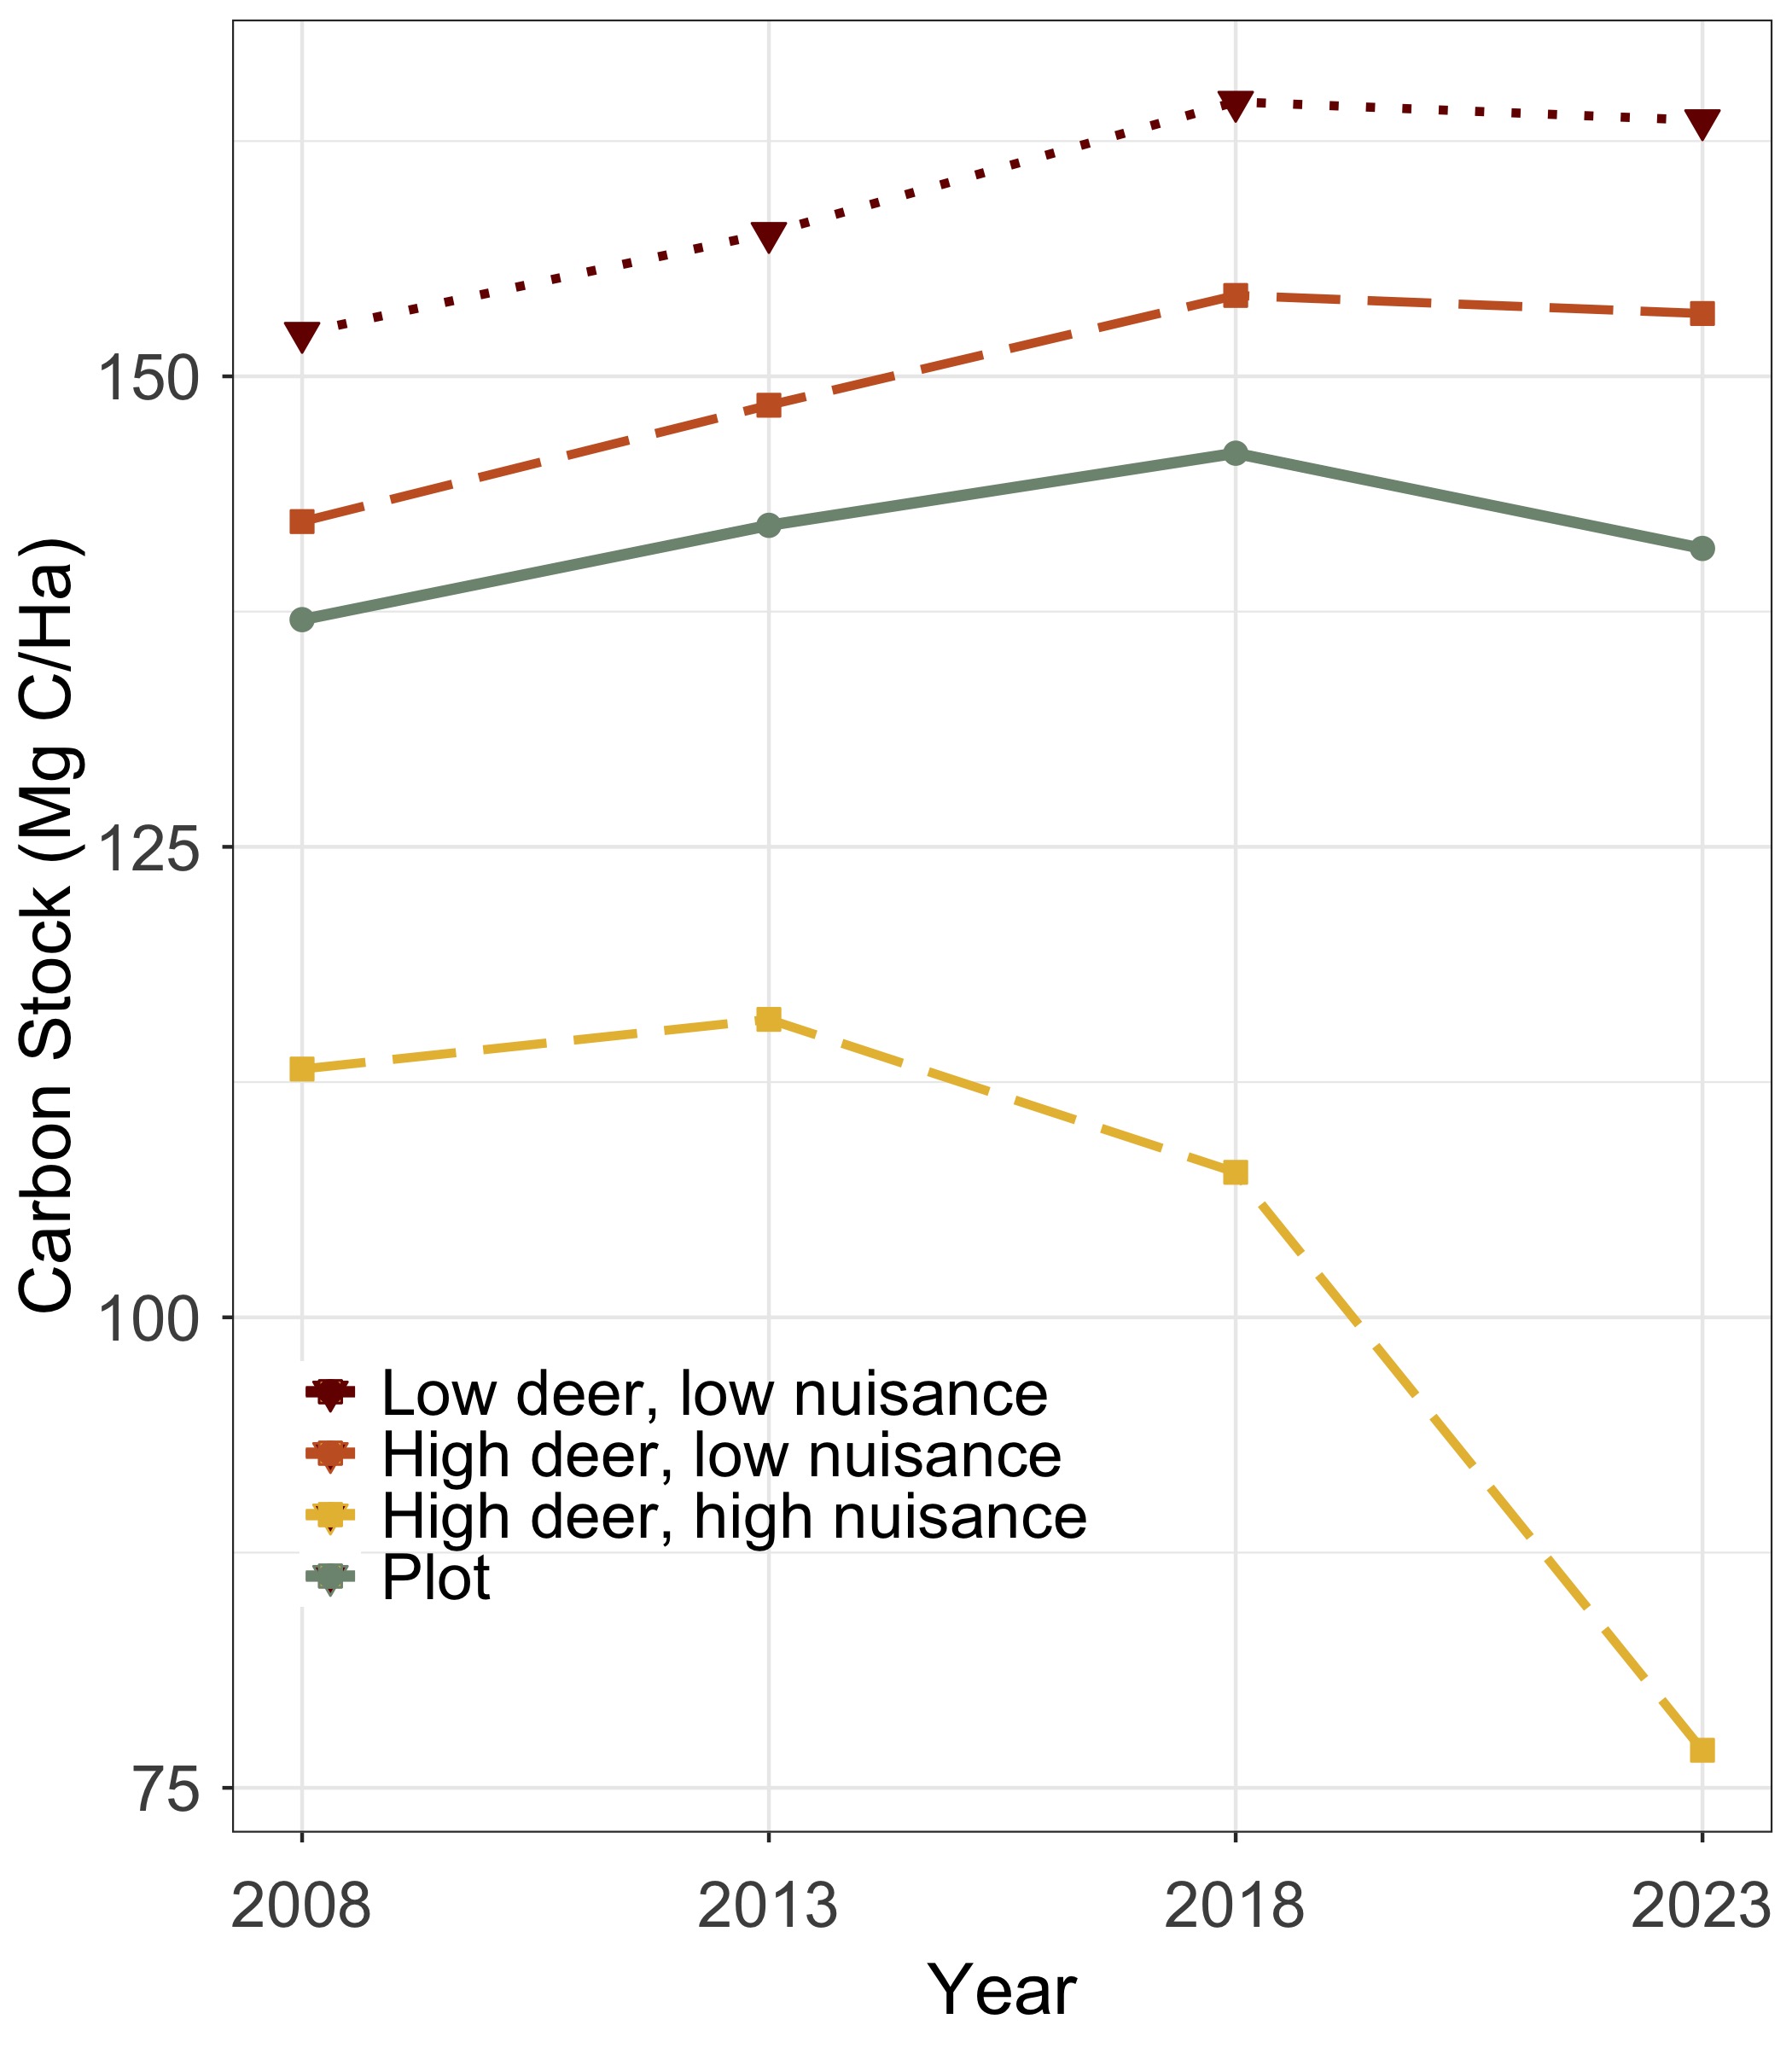 Carbon Stock (Mg C/Ha)
150
125
100
75
Low deer, low nuisance
High deer, low nuisance
High deer, high nuisance
Plot
2008 2013 2018 2023
Year